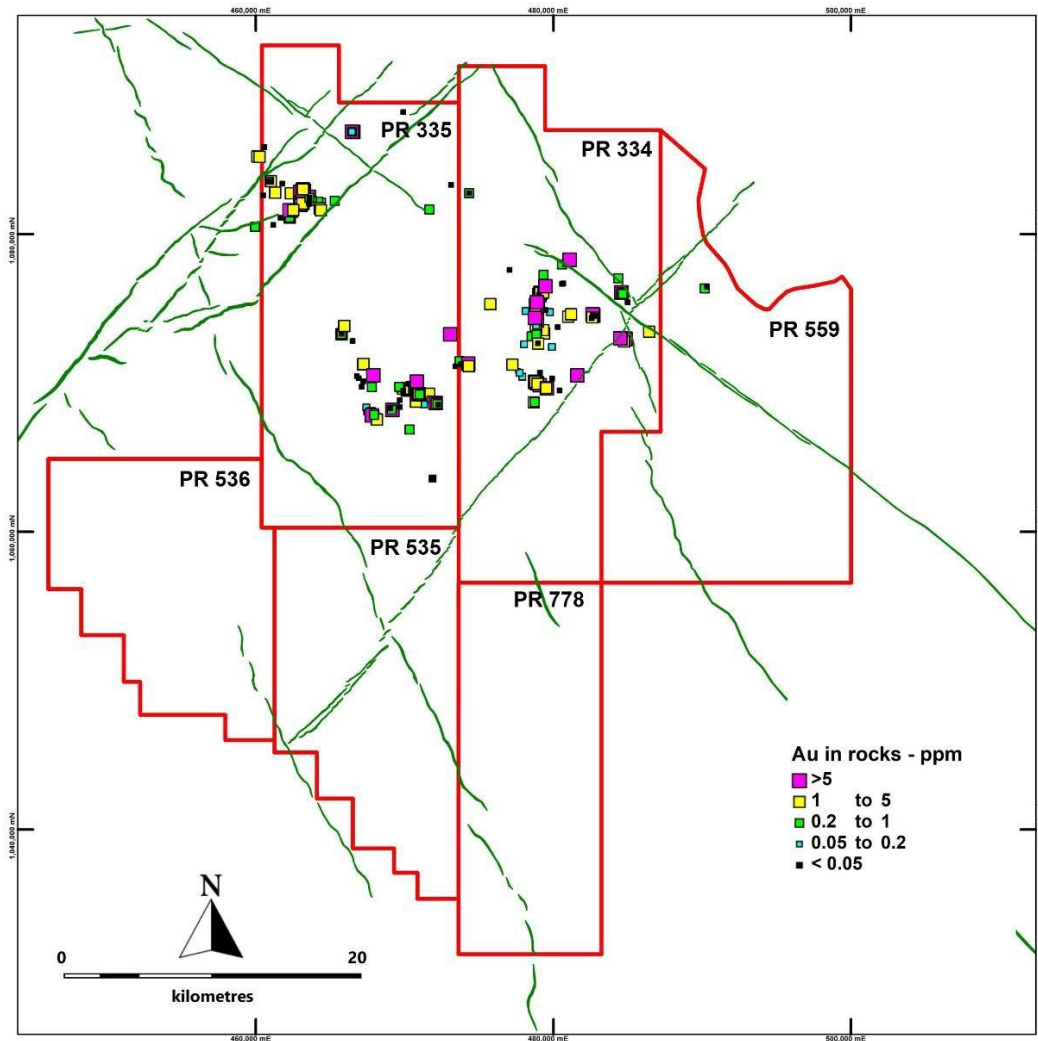 460,000 mE
480,000 mE
500,000 mE
PR 335
PR 334
1,080,000 mN
PR 559
PR 536
PR 535
1,060,000 mN
PR 778
Au in rocks - ppm
>5
1 to 5
0.2 to 1
0.05 to 0.2
< 0.05
1,040,000 mN
N
0 20
kilometres
460,000 mE
480,000 mE
500,000 mE